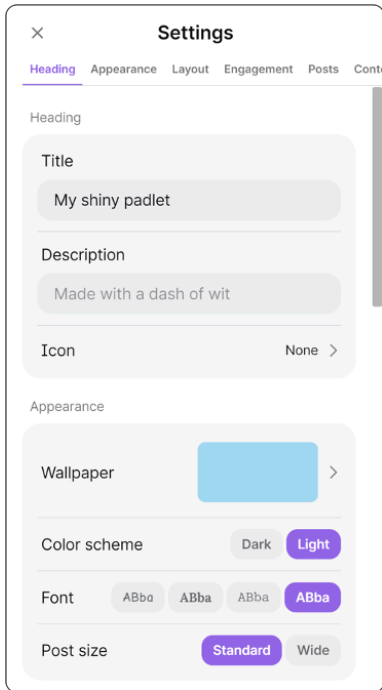 Settings
Heading Appearance Layout Engagement Posts Conte
Heading
Title
My shiny padlet
Description
Made with a dash of wit
Icon None
Appearance
Wallpaper
Color scheme Dark Light
Font ABba ABba ABba ABba
Post size Standard Wide